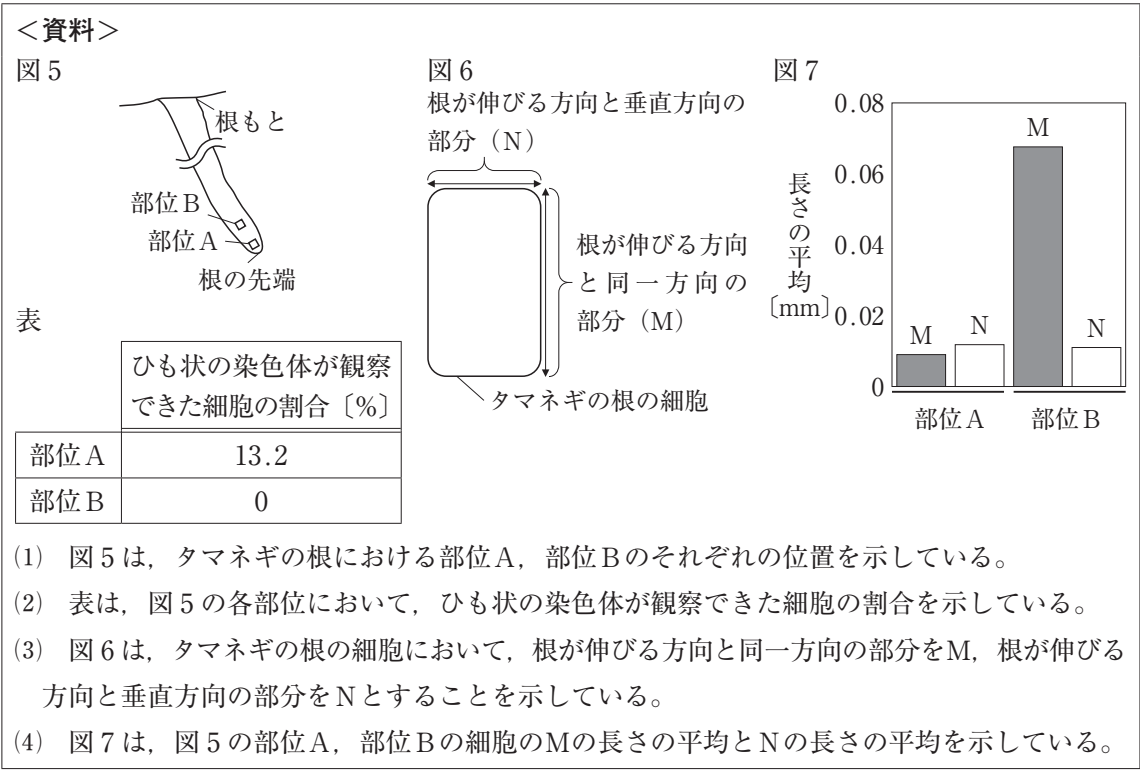 ＜資料＞
図5
根もと
部位B
部位A
根の先端
表
ひも状の染色体が観察
できた細胞の割合〔%〕
部位A 13.2
部位B 0
図6
根が伸びる方向と垂直方向の
部分（N）
根が伸びる方向
と同一方向の
部分（M）
タマネギの根の細胞
図7
長さの平均〔mm〕
0.08
0.06
0.04
0.02
0
M
N
M
N
部位A
部位B
⑴ 図5は，タマネギの根における部位A，部位Bのそれぞれの位置を示している。
⑵ 表は，図5の各部位において，ひも状の染色体が観察できた細胞の割合を示している。
⑶ 図6は，タマネギの根の細胞において，根が伸びる方向と同一方向の部分をM，根が伸びる
方向と垂直方向の部分をNとすることを示している。
⑷ 図7は，図5の部位A，部位Bの細胞のMの長さの平均とNの長さの平均を示している。